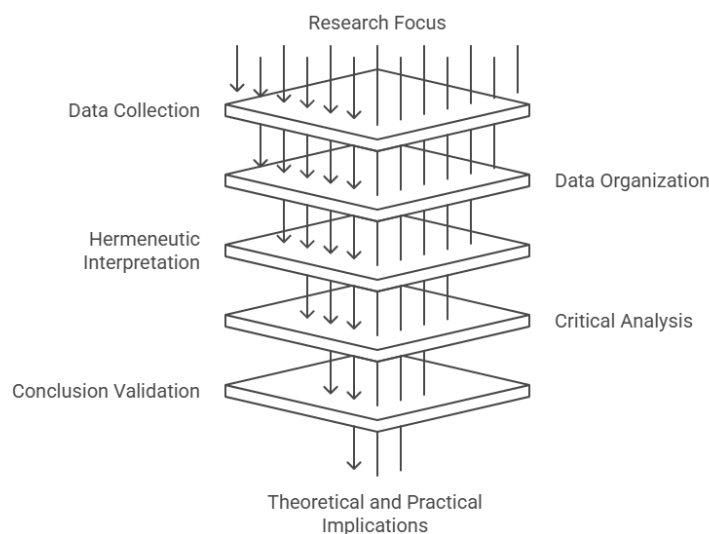 Research Focus
Data Collection
Data Organization
Hermeneutic
Interpretation
Critical Analysis
Conclusion Validation
Theoretical and Practical
Implications